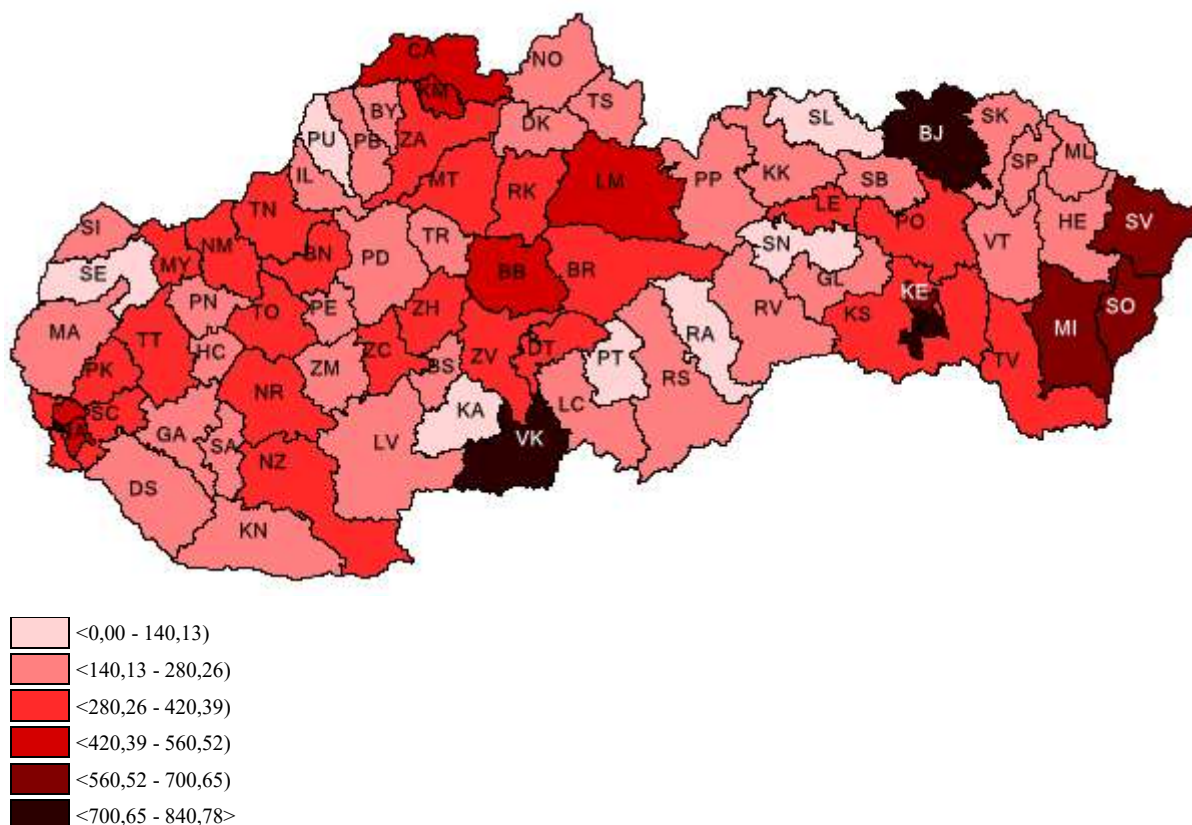 CA
NO
KM
TS
PU
PB
BY
ZA
DK
SL
BJ
SK
IL
MT
RK
LM
PP
KK
SB
SP
ML
SI
TN
NM
MY
BN
PD
TR
LE
PO
VT
HE
SV
SE
BB
BR
SN
GL
MA
PN
TO
PE
ZH
RV
KS
KE
MI
SO
TT
HC
ZM
ZC
ZV
DT
PT
RA
RS
TV
PK
NR
BS
SC
GA
SA
LV
KA
VK
LC
DS
NZ
KN
<0,00 - 140,13)
<140,13 - 280,26)
<280,26 - 420,39)
<420,39 - 560,52)
<560,52 - 700,65)
<700,65 - 840,78>